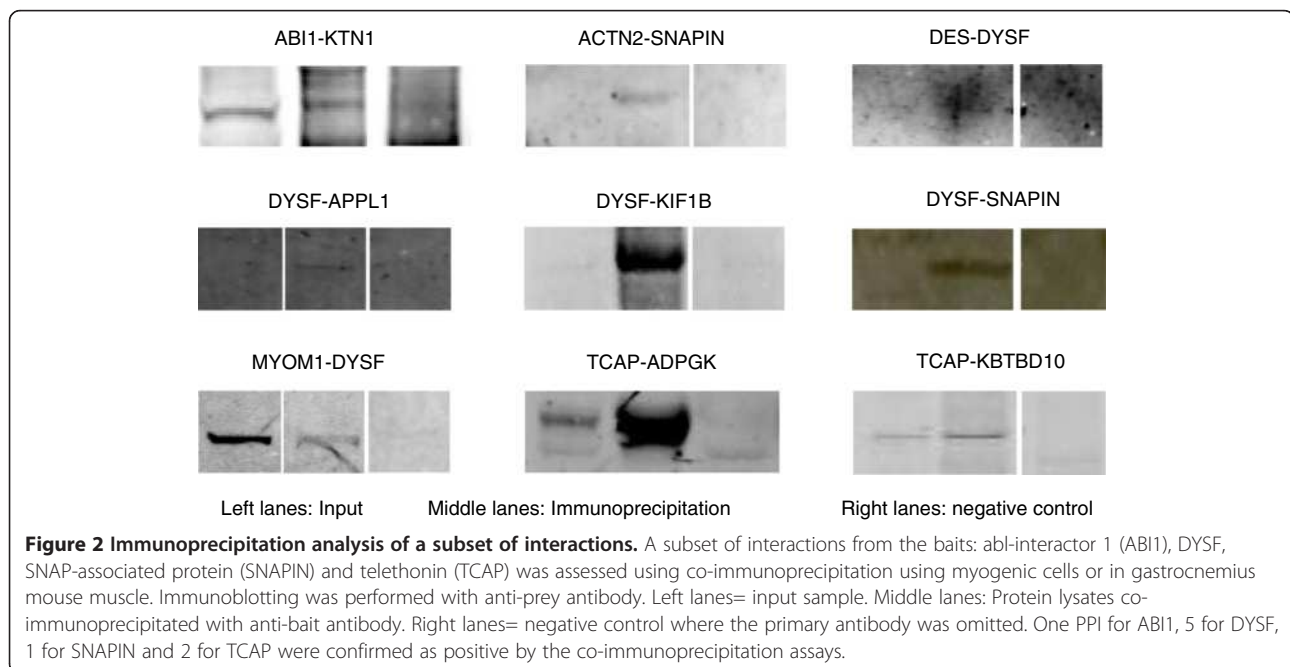 ABI1-KTN1 ACTN2-SNAPIN DES-DYSF
DYSF-APPL1 DYSF-KIF1B DYSF-SNAPIN
MYOM1-DYSF TCAP-ADPGK TCAP-KBTBD10
Left lanes: Input Middle lanes: Immunoprecipitation Right lanes: negative control
Figure 2 Immunoprecipitation analysis of a subset of interactions. A subset of interactions from the baits: abl-interactor 1 (ABI1), DYSF,
SNAP-associated protein (SNAPIN) and telethonin (TCAP) was assessed using co-immunoprecipitation using myogenic cells or in gastrocnemius
mouse muscle. Immunoblotting was performed with anti-prey antibody. Left lanes= input sample. Middle lanes: Protein lysates co-
immunoprecipitated with anti-bait antibody. Right lanes= negative control where the primary antibody was omitted. One PPI for ABI1, 5 for DYSF,
1 for SNAPIN and 2 for TCAP were confirmed as positive by the co-immunoprecipitation assays.